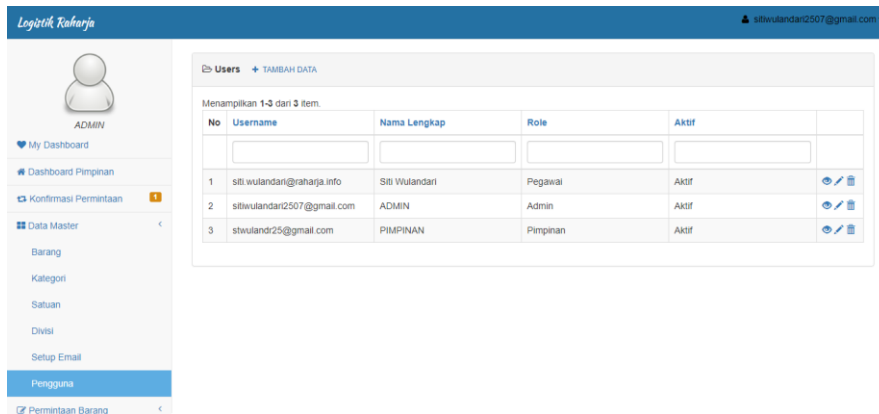 Logistik Raharja
sitiwulandari2507@gmail.com
ADMIN
My Dashboard
Dashboard Pimpinan
Konfirmasi Permintaan 1
Data Master
Barang
Kategori
Satuan
Divisi
Setup Email
Pengguna
Permintaan Barang
Users + TAMBAH DATA
Menampilkan 1-3 dari 3 item.
No Username Nama Lengkap Role Aktif
1 siti.wulandari@raharja.info Siti Wulandari Pegawai Aktif
2 sitiwulandari2507@gmail.com ADMIN Admin Aktif
3 stwulandr25@gmail.com PIMPINAN Pimpinan Aktif